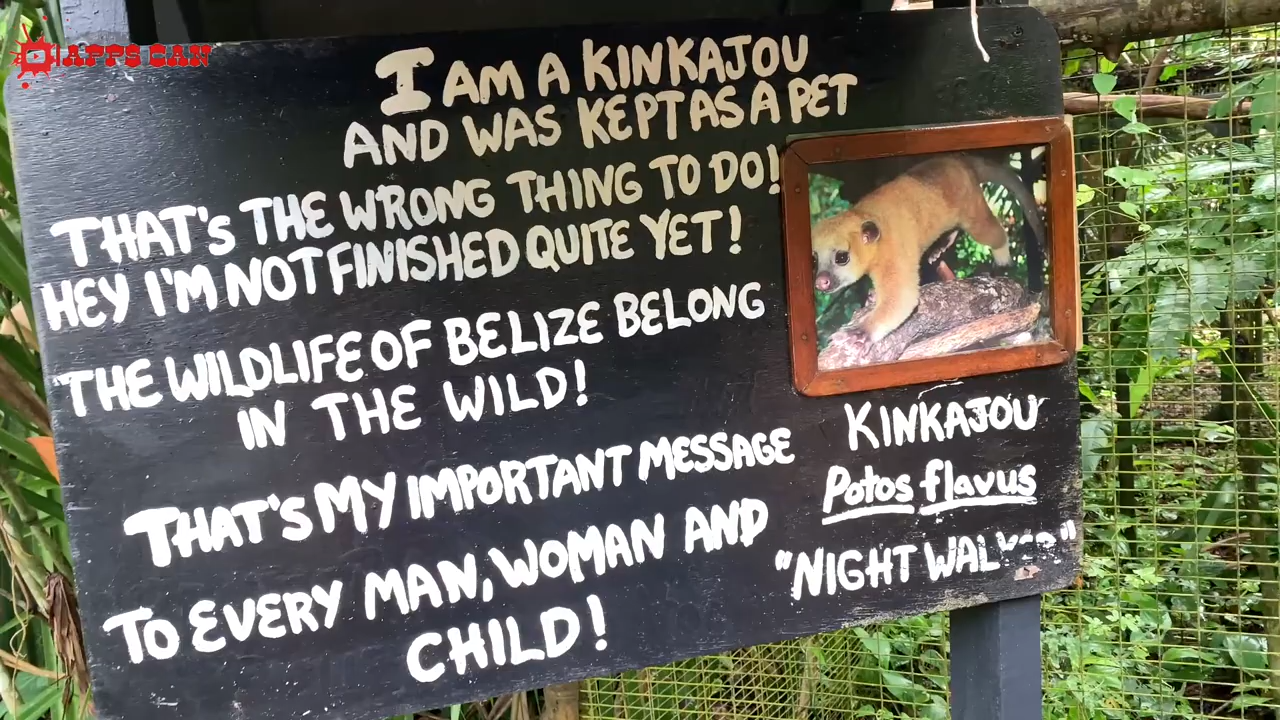 APPS CAN
I AM A KINKAJOU
AND WAS KEPT AS A PET
THAT'S THE WRONG THING TO DO!
HEY I'M NOT FINISHED QUITE YET!
THE WILDLIFE OF BELIZE BELONG
IN THE WILD!
THAT'S MY IMPORTANT MESSAGE
TO EVERY MAN, WOMAN AND
CHILD!
KINKAJOU
Potos flavus
"NIGHT